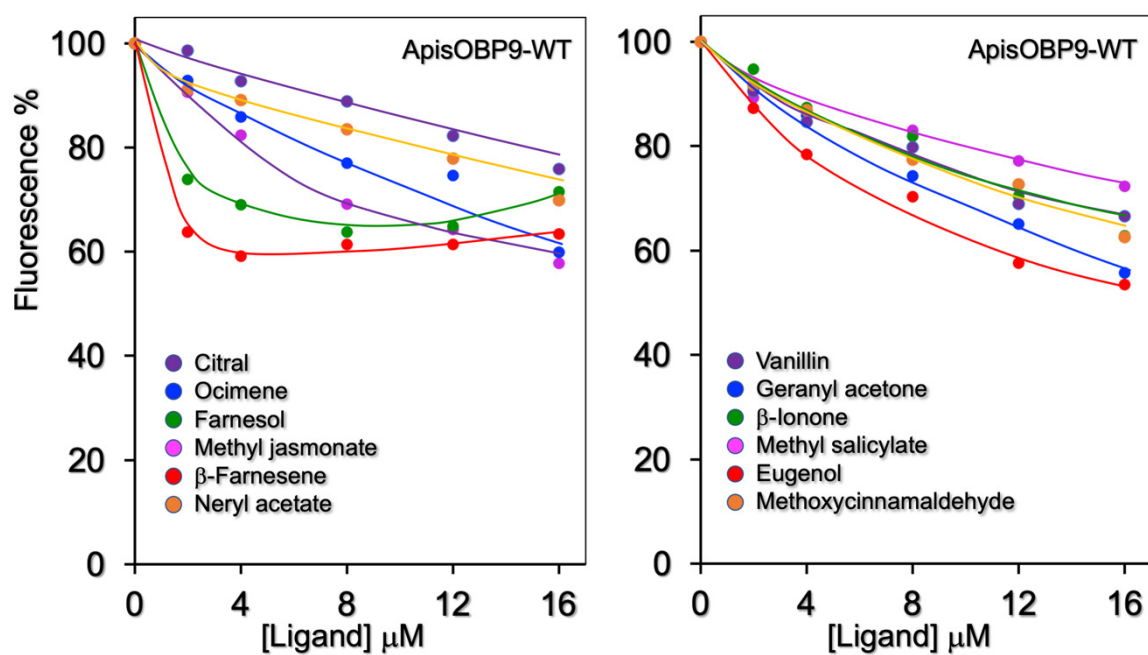 ApisOBP9-WT
Fluorescence %
100
80
60
40
20
0
Citral
Ocimene
Farnesol
Methyl jasmonate
β-Farnesene
Neryl acetate
0 4 8 12 16
[Ligand] μM
ApisOBP9-WT
100
80
60
40
20
0
Vanillin
Geranyl acetone
β-Ionone
Methyl salicylate
Eugenol
Methoxycinnamaldehyde
0 4 8 12 16
[Ligand] μM